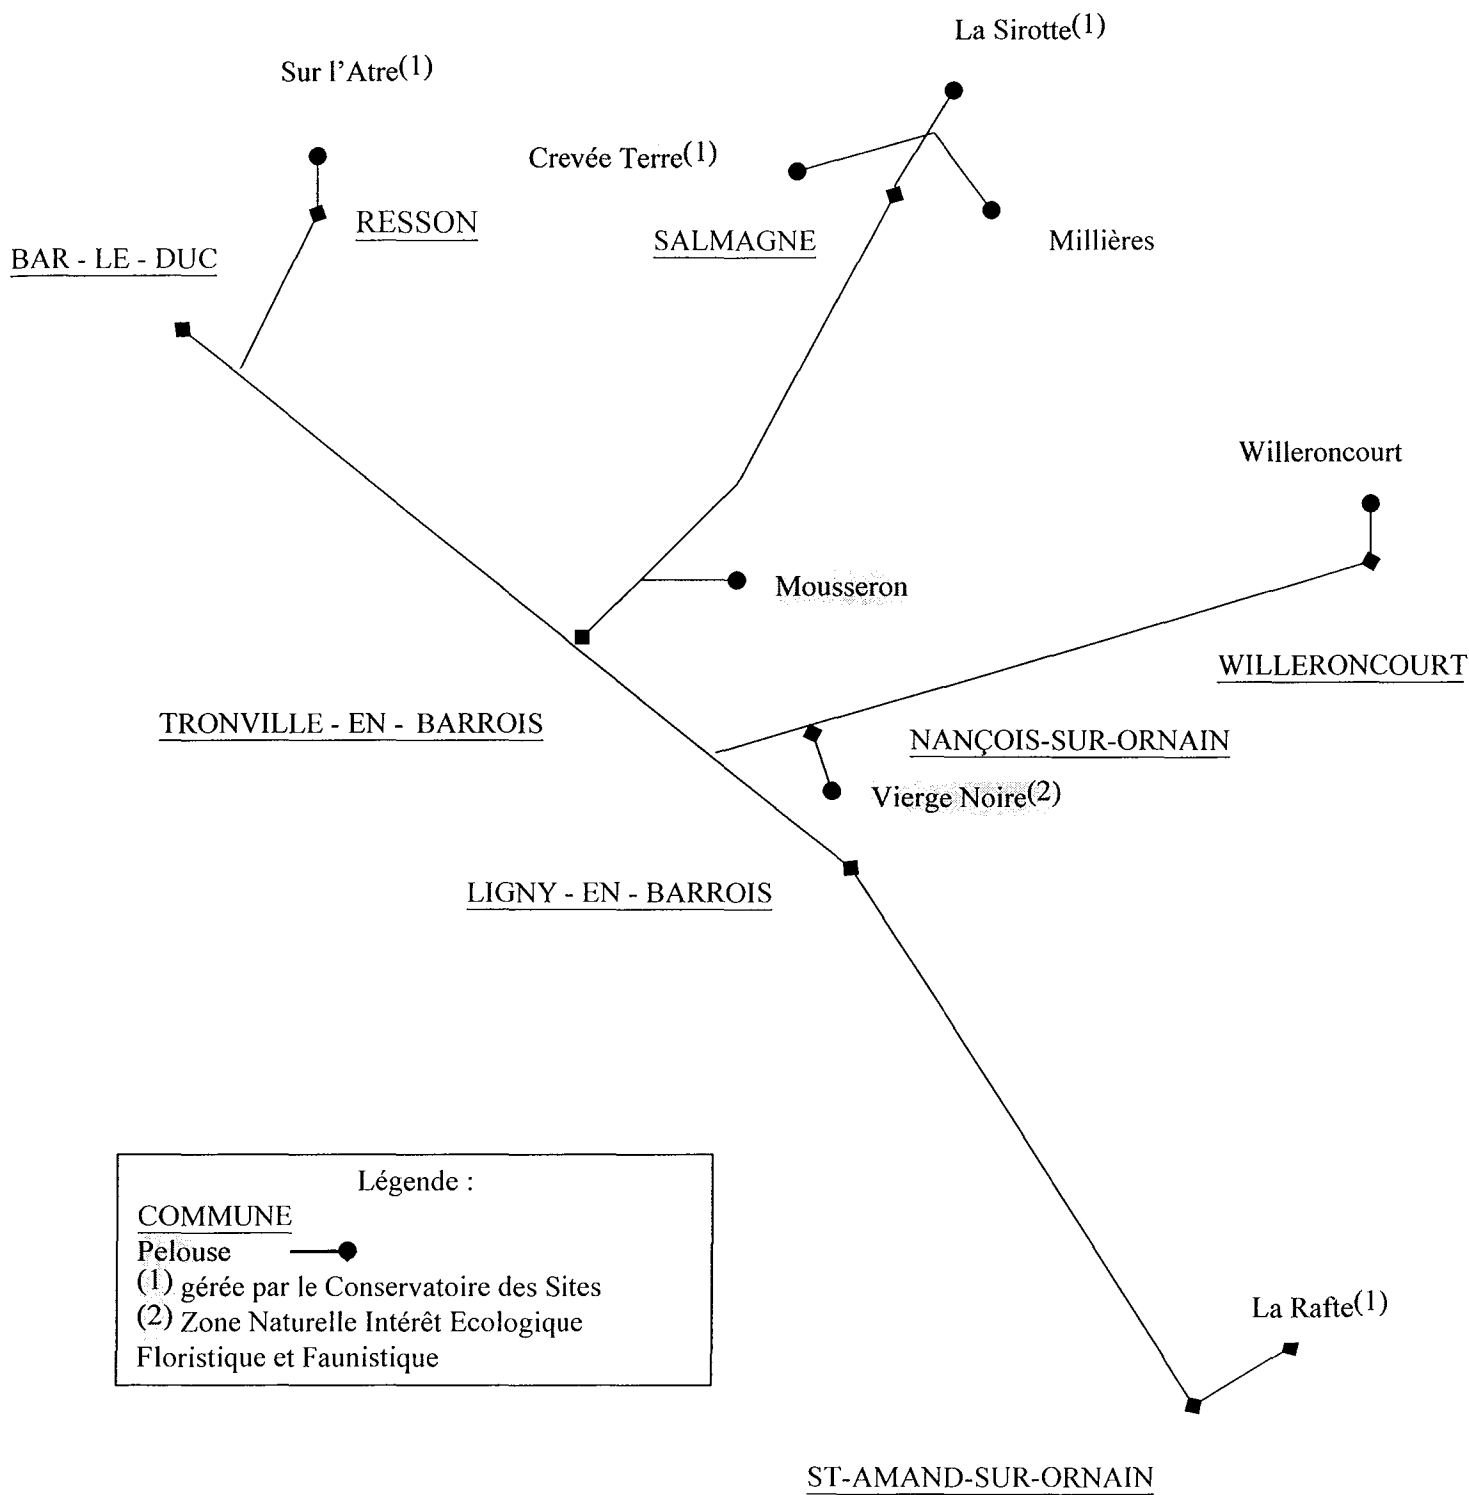 La Sirotte(1)
Sur l'Atre(1)
Crevée Terre(1)
RESSON
SALMAGNE
Millières
BAR - LE - DUC
Willeroncourt
Mousseron
WILLERONCOURT
TRONVILLE - EN - BARROIS
NANÇOIS-SUR-ORNAIN
Vierge Noire(2)
LIGNY - EN - BARROIS
Légende :
COMMUNE
Pelouse
(1) gérée par le Conservatoire des Sites
(2) Zone Naturelle Intérêt Ecologique
Floristique et Faunistique
La Rafte(1)
ST-AMAND-SUR-ORNAIN